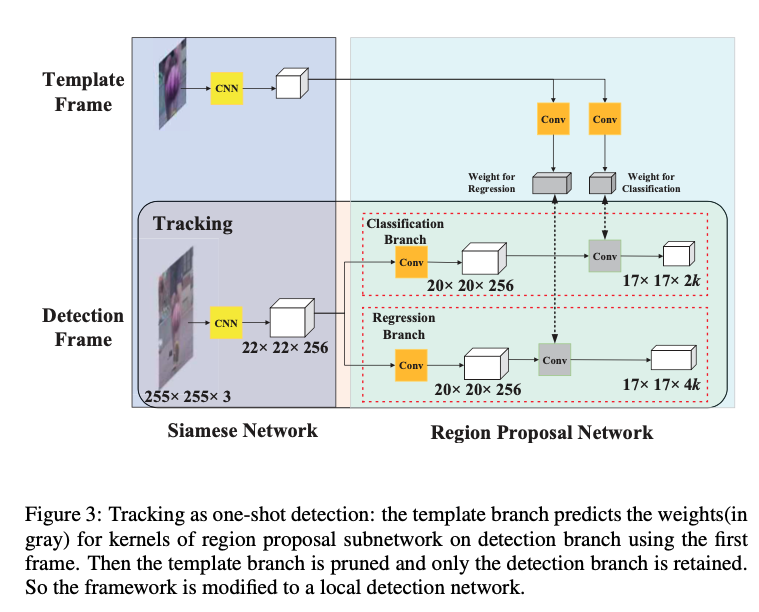 Template
Frame
CNN
Conv
Conv
Weight for
Regression
Weight for
Classification
Tracking
Classification
Branch
Conv
20× 20× 256
Conv
17× 17× 2k
Detection
Frame
CNN
22× 22× 256
255× 255× 3
Regression
Branch
Conv
20× 20× 256
Conv
17× 17× 4k
Siamese Network
Region Proposal Network
Figure 3: Tracking as one-shot detection: the template branch predicts the weights(in
gray) for kernels of region proposal subnetwork on detection branch using the first
frame. Then the template branch is pruned and only the detection branch is retained.
So the framework is modified to a local detection network.